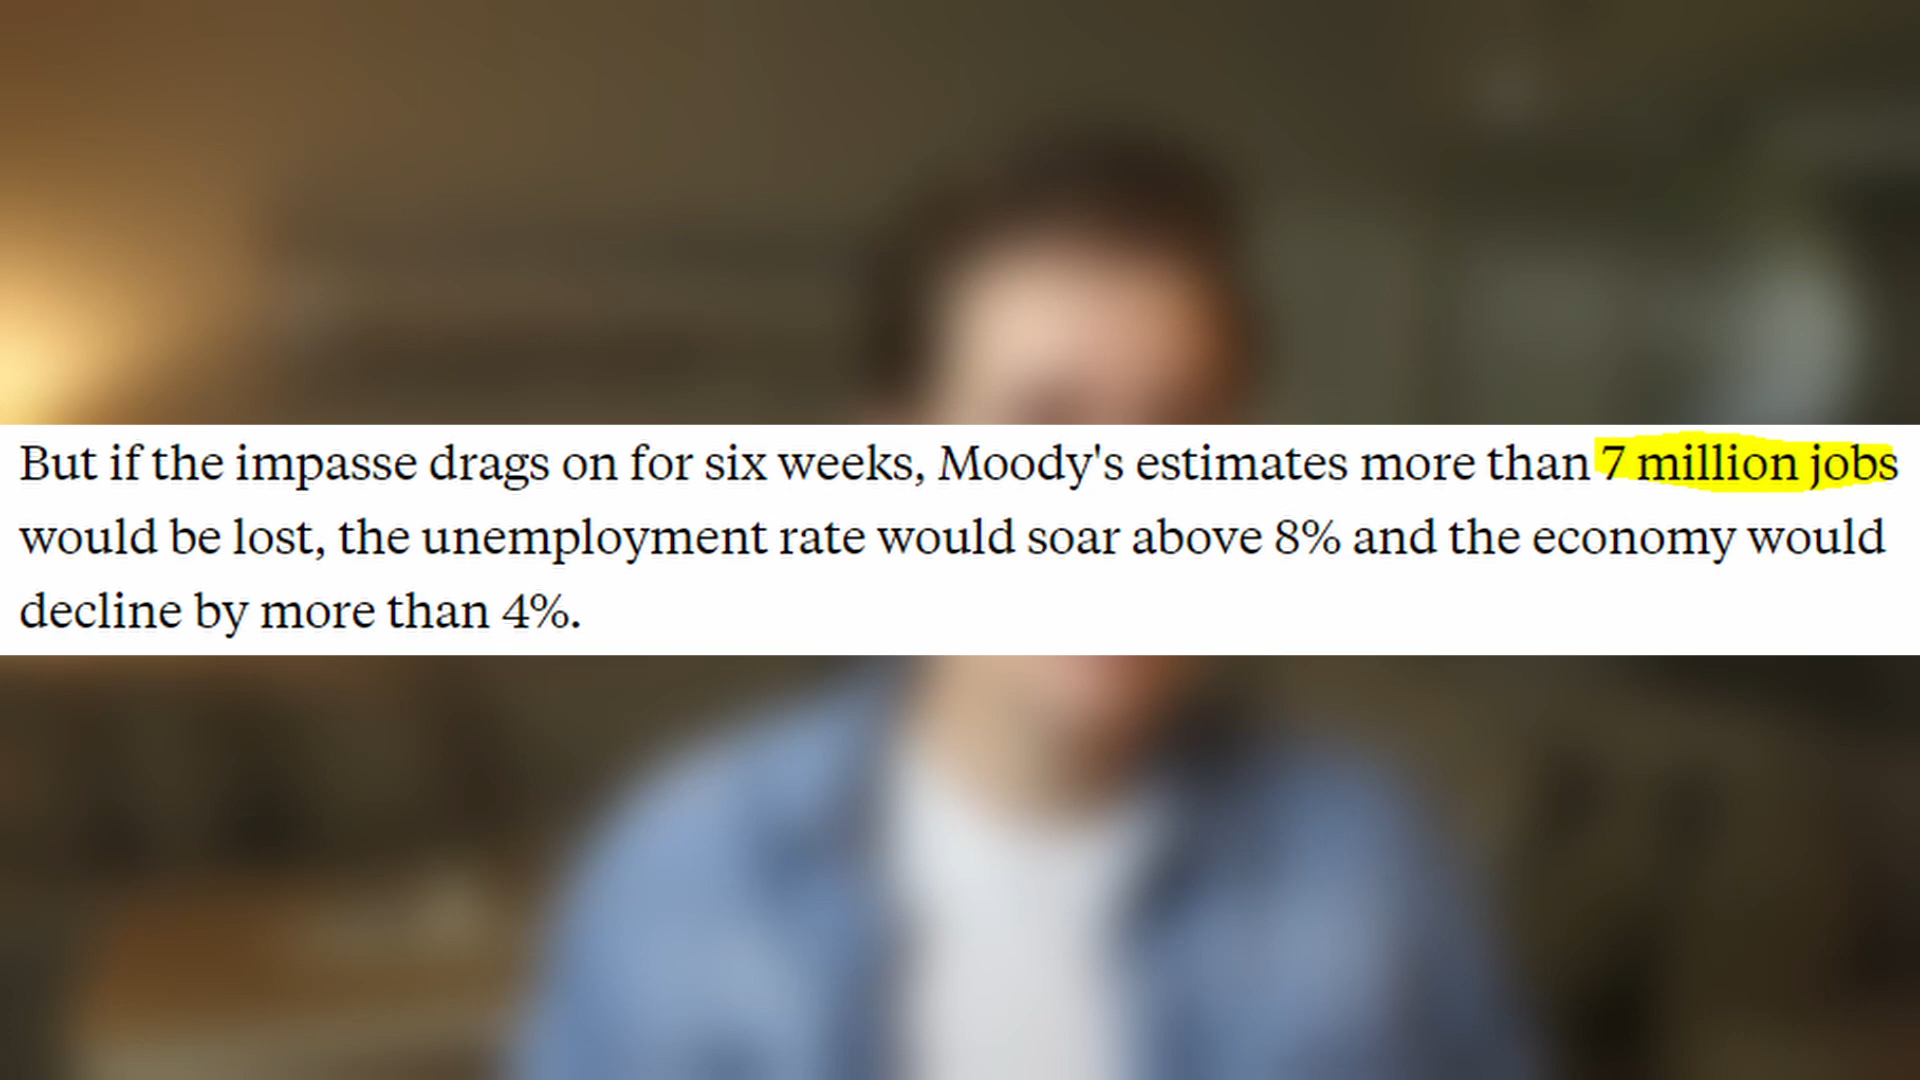 But if the impasse drags on for six weeks, Moody's estimates more than 7 million jobs
would be lost, the unemployment rate would soar above 8% and the economy would
decline by more than 4%.